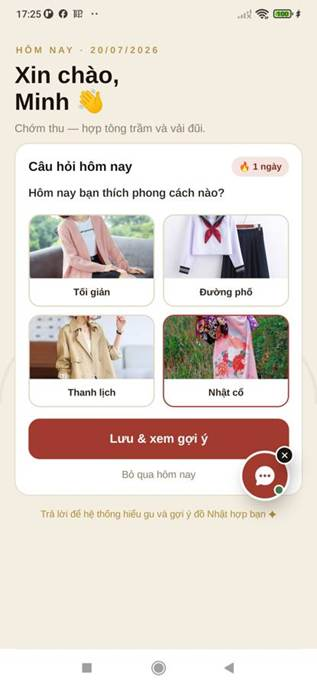 17:25
100
HÔM NAY · 20/07/2026
Xin chào,
Minh 👋
Chớm thu — hợp tông trầm và vải đũi.
Câu hỏi hôm nay
🔥 1 ngày
Hôm nay bạn thích phong cách nào?
Tối giản
Đường phố
Thanh lịch
Nhật cổ
Lưu & xem gợi ý
Bỏ qua hôm nay
Trả lời để hệ thống hiểu gu và gợi ý đồ Nhật hợp bạn ✦